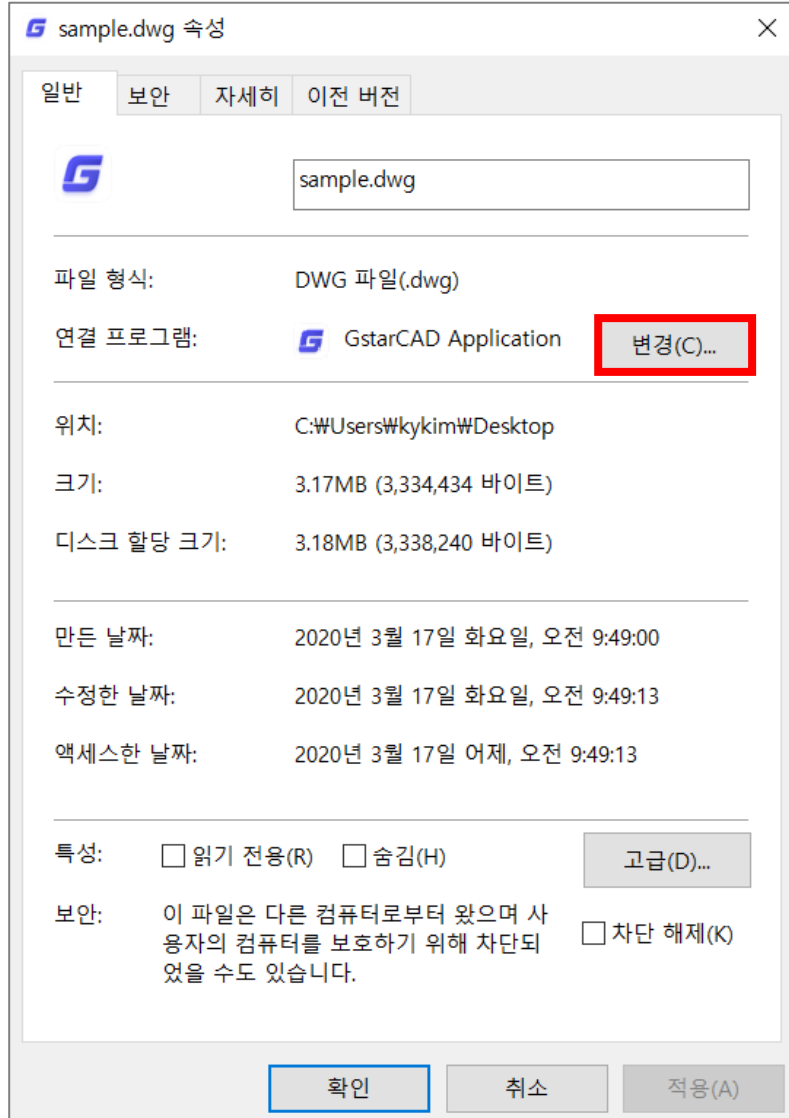 sample.dwg 속성
일반 보안 자세히 이전 버전
sample.dwg
파일 형식: DWG 파일(.dwg)
연결 프로그램: GstarCAD Application 변경(C)...
위치: C:₩Users₩kykim₩Desktop
크기: 3.17MB (3,334,434 바이트)
디스크 할당 크기: 3.18MB (3,338,240 바이트)
만든 날짜: 2020년 3월 17일 화요일, 오전 9:49:00
수정한 날짜: 2020년 3월 17일 화요일, 오전 9:49:13
액세스한 날짜: 2020년 3월 17일 어제, 오전 9:49:13
특성: 읽기 전용(R) 숨김(H) 고급(D)...
보안: 이 파일은 다른 컴퓨터로부터 왔으며 사
용자의 컴퓨터를 보호하기 위해 차단되 차단 해제(K)
었을 수도 있습니다.
확인 취소 적용(A)